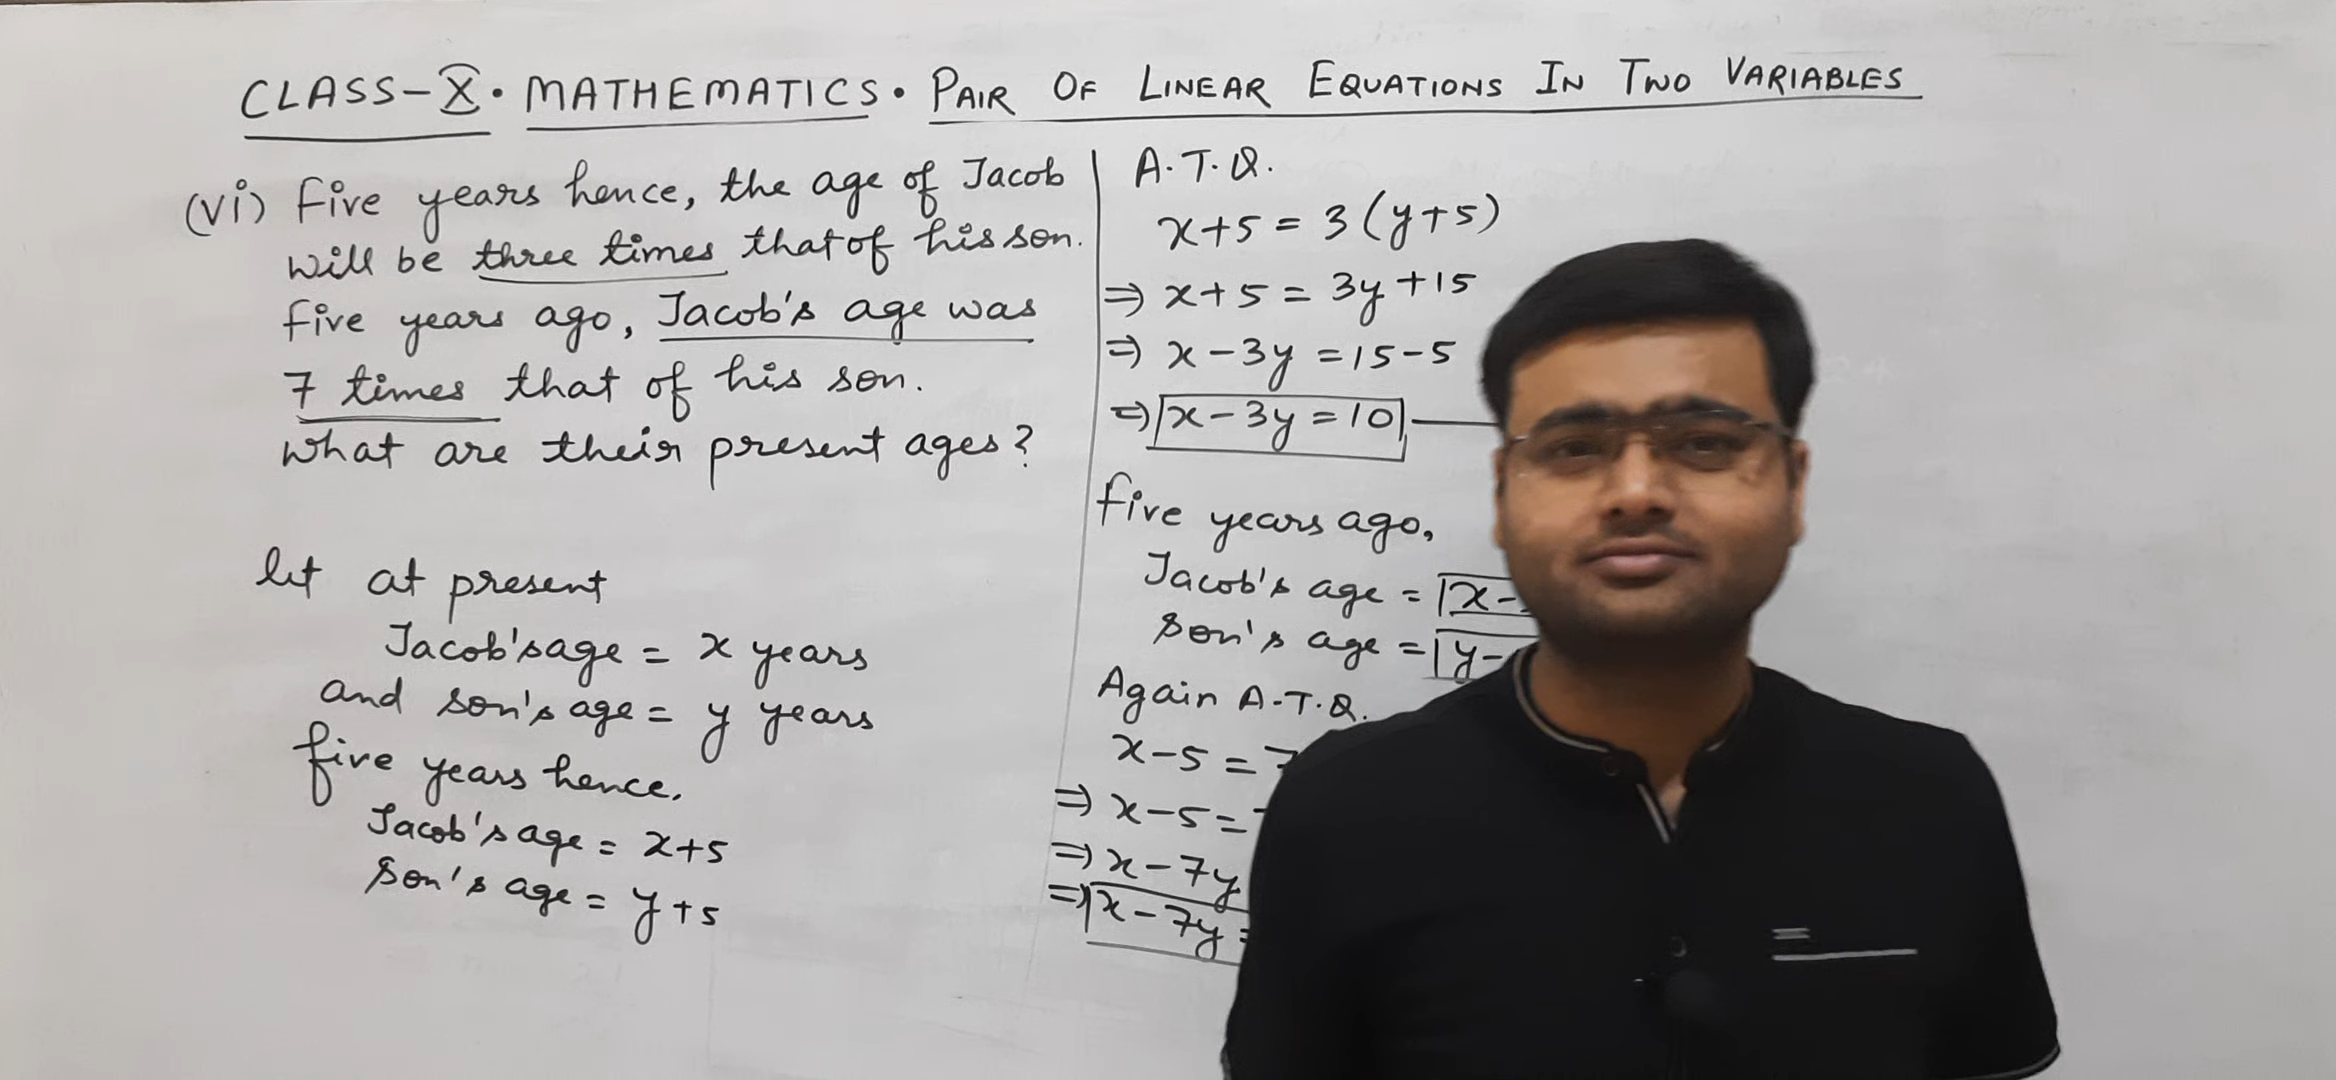 CLASS-X. MATHEMATICS. PAIR OF LINEAR EQUATIONS IN TWO VARIABLES
(vi) Five years hence, the age of Jacob
will be three times that of his son.
five years ago, Jacob's age was
7 times that of his son.
what are their present ages?
let at present
Jacob's age = x years
and son's age = y years
five years hence,
Jacob's age = x+5
Son's age = y+5
A.T.Q.
x+5 = 3(y+5)
⇒ x+5 = 3y+15
⇒ x-3y = 15-5
⇒ x-3y = 10
five years ago,
Jacob's age = x-
Son's age = y-
Again A.T.Q.
x-5 = 7
⇒ x-5 =
⇒ x-7y
⇒ x-7y =